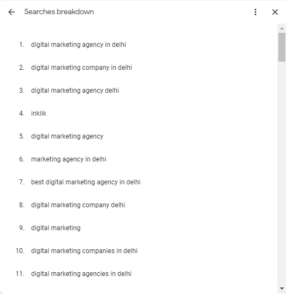 Searches breakdown
1. digital marketing agency in delhi
2. digital marketing company in delhi
3. digital marketing agency delhi
4. inklik
5. digital marketing agency
6. marketing agency in delhi
7. best digital marketing agency in delhi
8. digital marketing company delhi
9. digital marketing
10. digital marketing companies in delhi
11. digital marketing agencies in delhi